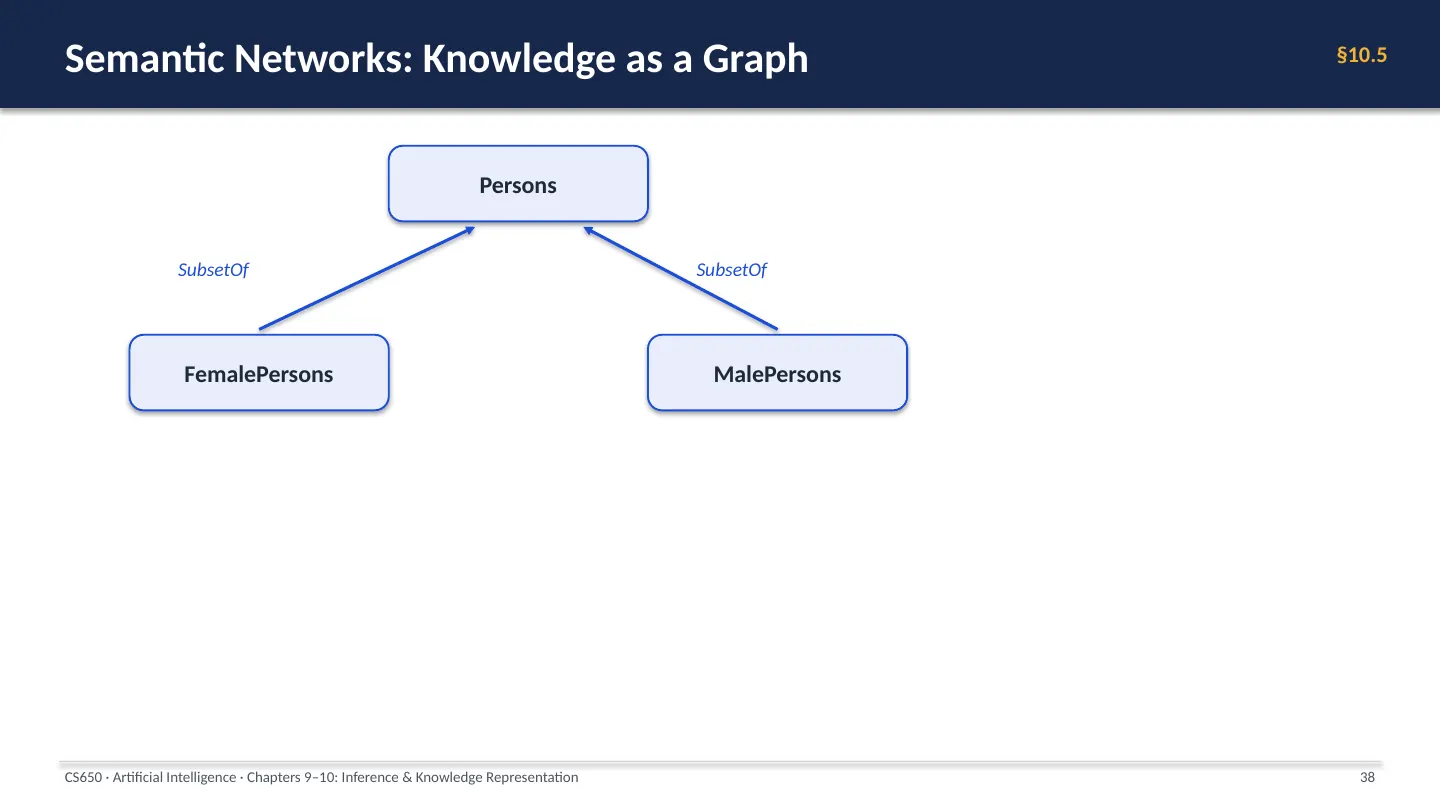 Semantic Networks: Knowledge as a Graph
§10.5
Persons
SubsetOf
SubsetOf
FemalePersons
MalePersons
CS650 · Artificial Intelligence · Chapters 9–10: Inference & Knowledge Representation
38